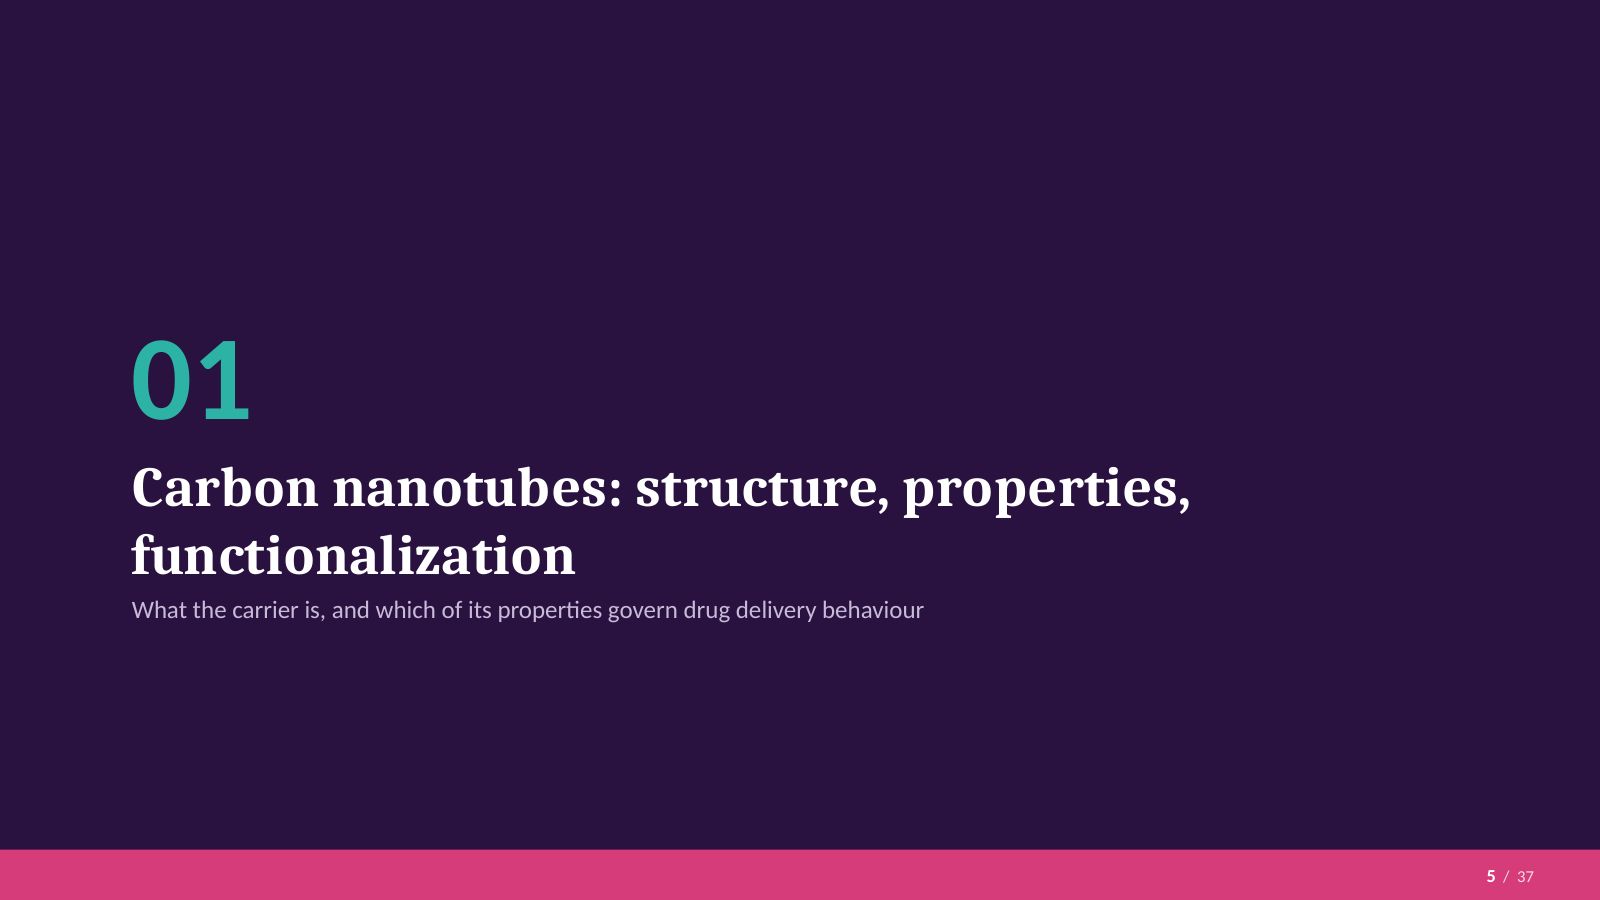 01
Carbon nanotubes: structure, properties,
functionalization
What the carrier is, and which of its properties govern drug delivery behaviour
5 / 37